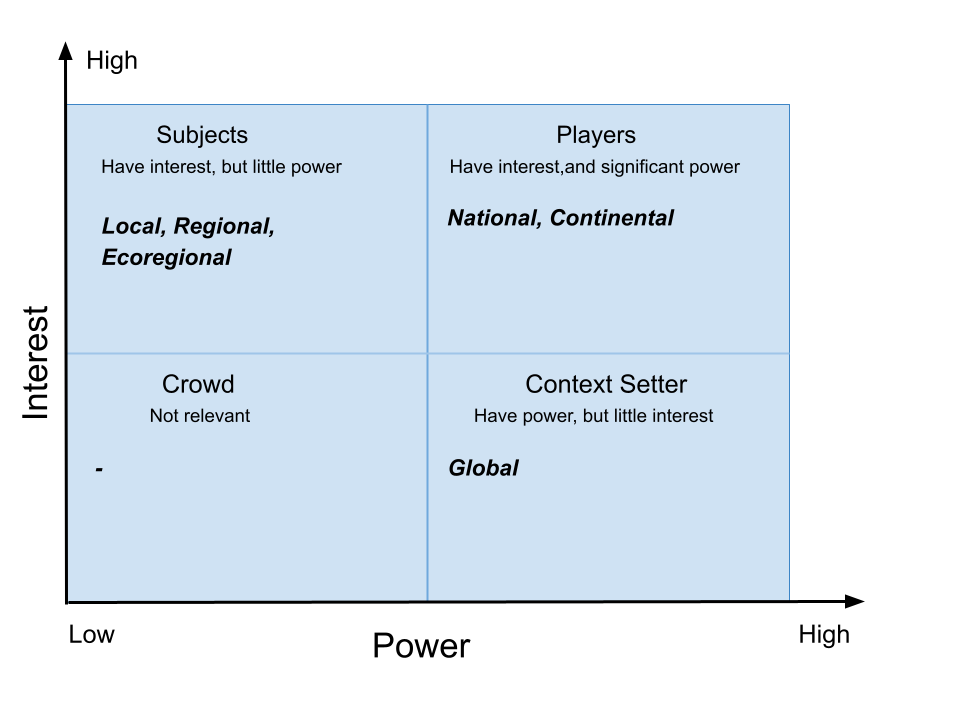 High
Subjects
Have interest, but little power
Local, Regional,
Ecoregional
Players
Have interest,and significant power
National, Continental
Interest
Crowd
Not relevant
-
Context Setter
Have power, but little interest
Global
Low
Power
High